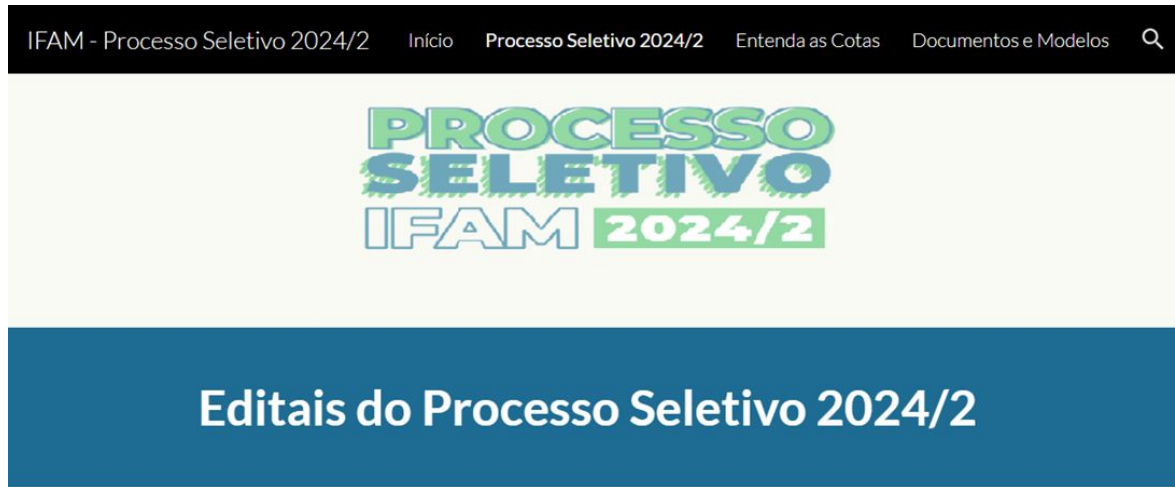 IFAM - Processo Seletivo 2024/2 Início Processo Seletivo 2024/2 Entenda as Cotas Documentos e Modelos
PROCESSO
SELETIVO
IFAM 2024/2
Editais do Processo Seletivo 2024/2